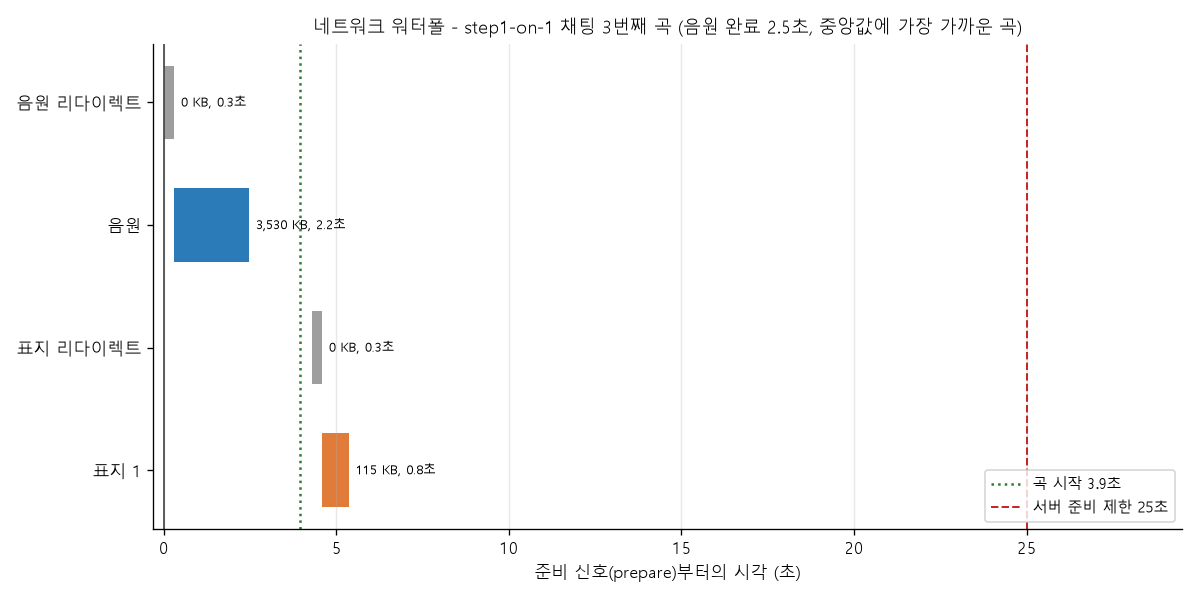 네트워크 워터폴 - step1-on-1 채팅 3번째 곡 (음원 완료 2.5초, 중앙값에 가장 가까운 곡)
음원 리다이렉트
0 KB, 0.3초
음원
3,530 KB, 2.2초
표지 리다이렉트
0 KB, 0.3초
표지 1
115 KB, 0.8초
곡 시작 3.9초
서버 준비 제한 25초
0 5 10 15 20 25
준비 신호(prepare)부터의 시각 (초)